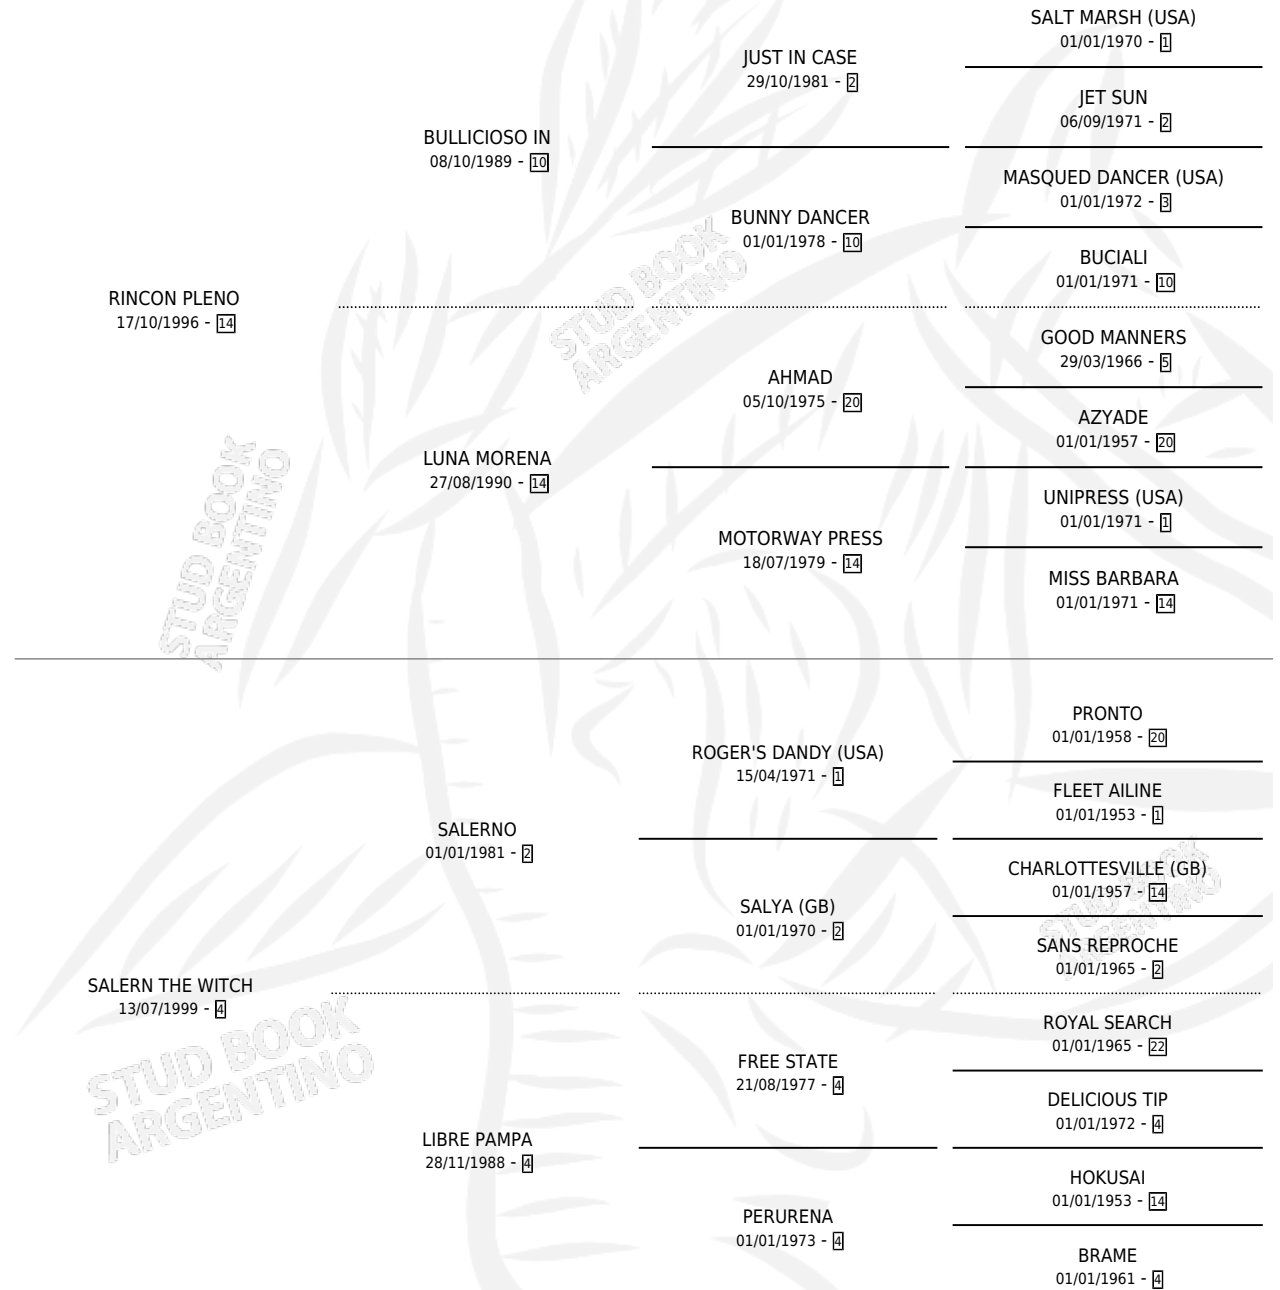 SALT MARSH (USA)
01/01/1970 - 1
JUST IN CASE
29/10/1981 - 2
JET SUN
06/09/1971 - 2
BULLICIOSO IN
08/10/1989 - 10
MASQUED DANCER (USA)
01/01/1972 - 3
BUNNY DANCER
01/01/1978 - 10
BUCIALI
01/01/1971 - 10
RINCON PLENO
17/10/1996 - 14
GOOD MANNERS
29/03/1966 - 5
AHMAD
05/10/1975 - 20
AZYADE
01/01/1957 - 20
LUNA MORENA
27/08/1990 - 14
UNIPRESS (USA)
01/01/1971 - 1
MOTORWAY PRESS
18/07/1979 - 14
MISS BARBARA
01/01/1971 - 14
STUD BOOK
ARGENTINO
STUD BOOK
ARGENTINO
PRONTO
01/01/1958 - 20
ROGER'S DANDY (USA)
15/04/1971 - 1
FLEET AILINE
01/01/1953 - 1
SALERNO
01/01/1981 - 2
CHARLOTTESVILLE (GB)
01/01/1957 - 14
SALYA (GB)
01/01/1970 - 2
SANS REPROCHE
01/01/1965 - 2
SALERN THE WITCH
13/07/1999 - 4
ROYAL SEARCH
01/01/1965 - 22
FREE STATE
21/08/1977 - 4
DELICIOUS TIP
01/01/1972 - 4
LIBRE PAMPA
28/11/1988 - 4
HOKUSAI
01/01/1953 - 14
PERURENA
01/01/1973 - 4
BRAME
01/01/1961 - 4
STUD BOOK
ARGENTINO
STUD BOOK
ARGENTINO